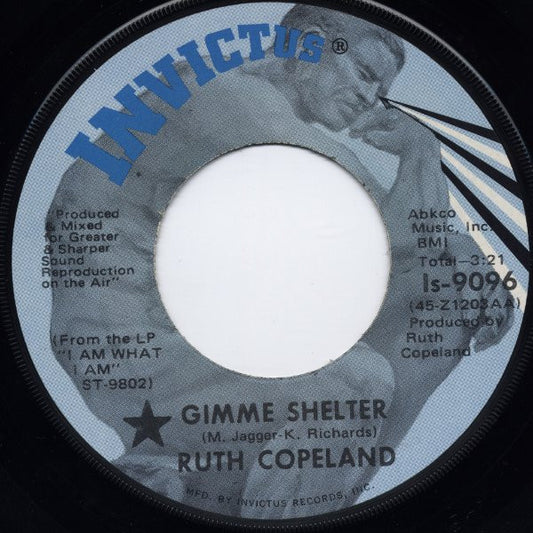 INVICTUS®
"Produced
& Mixed
for Greater
& Sharper
Sound
Reproduction
on the Air"
(From the LP
"I AM WHAT
I AM"
ST-9802)
Abkco
Music, Inc.
BMI
Total—3:21
Is-9096
(45-Z1203AA)
Produced by
Ruth
Copeland
GIMME SHELTER
(M. Jagger-K. Richards)
RUTH COPELAND
MFD. BY INVICTUS RECORDS, INC.